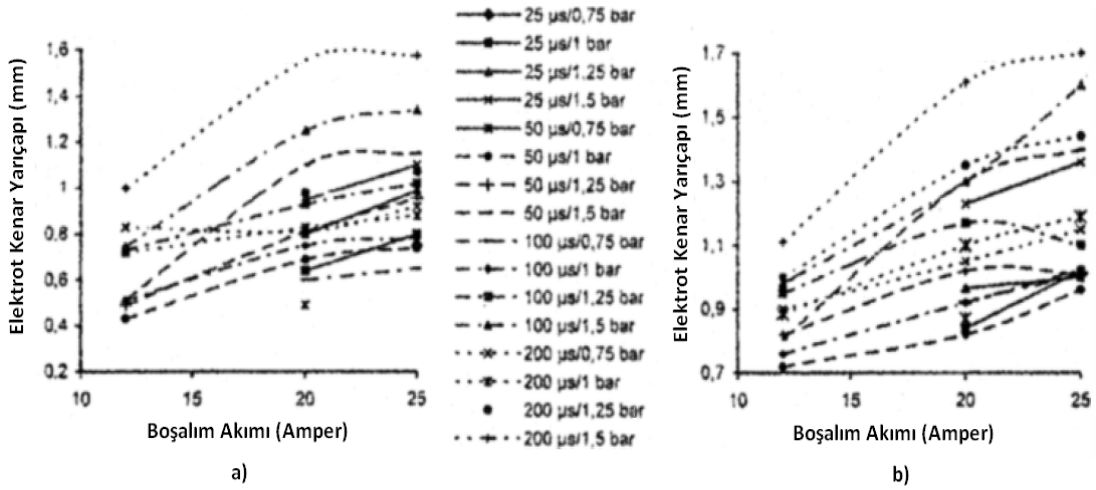 Elektrot Kenar Yarıçapı (mm)
1,6
1.4
1.2
1
0.8
0.6
0.4
0.2
10
15
20
25
Boşalım Akımı (Amper)
a)
25 µs/0,75 bar
25 µs/1 bar
25 µs/1,25 bar
25 µs/1,5 bar
50 µs/0,75 bar
50 µs/1 bar
50 µs/1,25 bar
50 µs/1,5 bar
100 µs/0,75 bar
100 µs/1 bar
100 µs/1,25 bar
100 µs/1,5 bar
200 µs/0,75 bar
200 µs/1 bar
200 µs/1,25 bar
200 µs/1,5 bar
Elektrot Kenar Yarıçapı (mm)
1,7
1,5
1,3
1,1
0,9
0,7
10
15
20
25
Boşalım Akımı (Amper)
b)